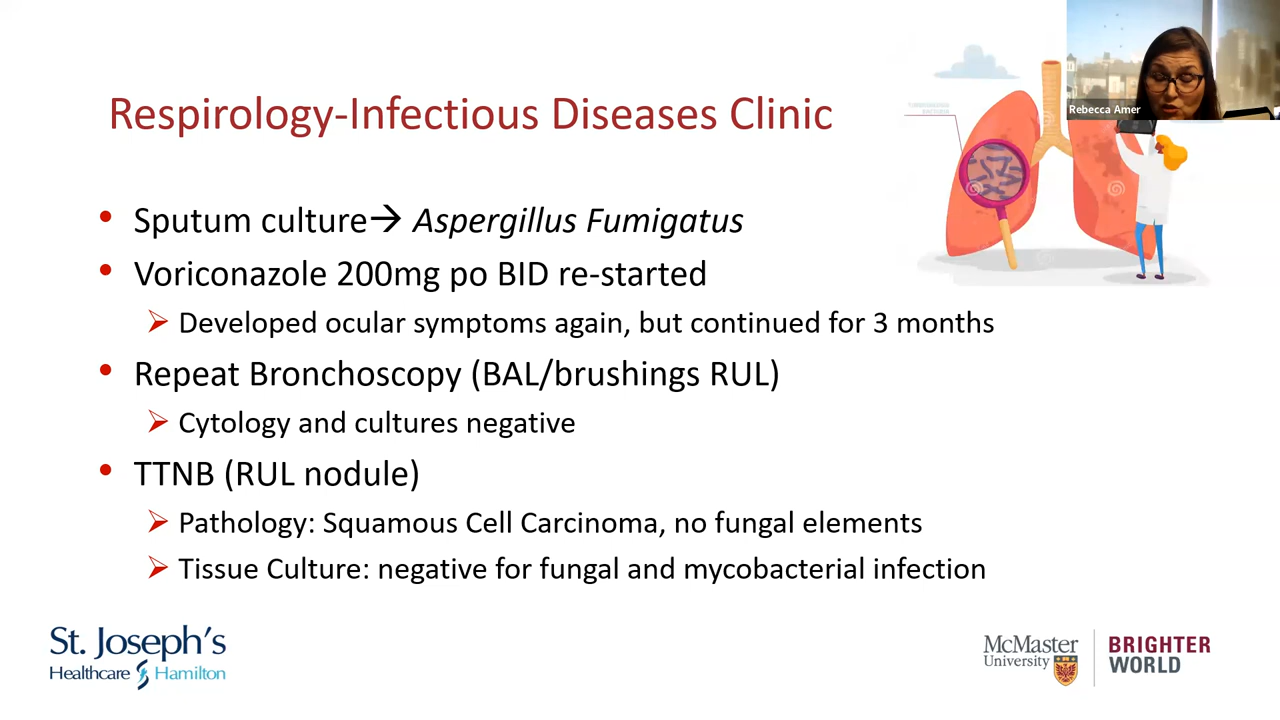 Rebecca Amer
Respirology-Infectious Diseases Clinic
• Sputum culture→ Aspergillus Fumigatus
• Voriconazole 200mg po BID re-started
➢ Developed ocular symptoms again, but continued for 3 months
• Repeat Bronchoscopy (BAL/brushings RUL)
➢ Cytology and cultures negative
• TTNB (RUL nodule)
➢ Pathology: Squamous Cell Carcinoma, no fungal elements
➢ Tissue Culture: negative for fungal and mycobacterial infection
St. Joseph's
Healthcare Hamilton
McMaster
University
BRIGHTER
WORLD